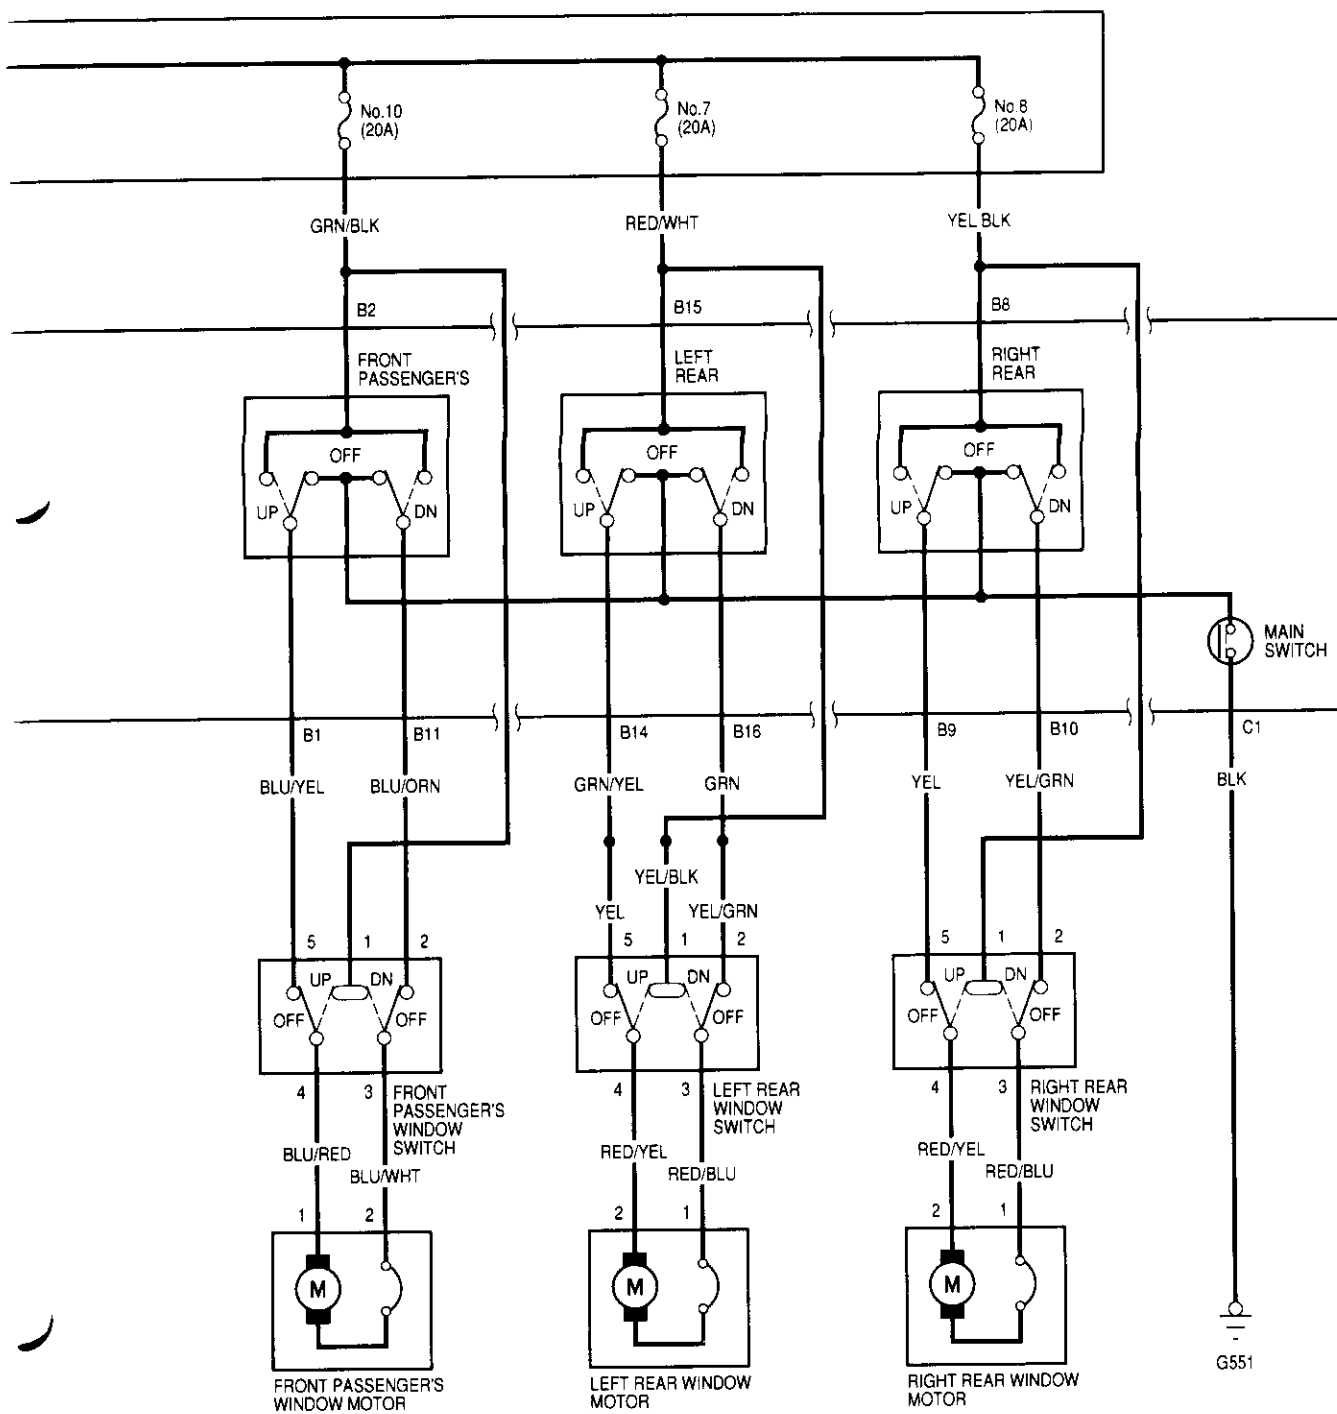 No.10
(20A)
No.7
(20A)
No.8
(20A)
GRN/BLK
RED/WHT
YEL BLK
B2
B15
B8
FRONT
PASSENGER'S
LEFT
REAR
RIGHT
REAR
OFF
UP
DN
OFF
UP
DN
OFF
UP
DN
MAIN
SWITCH
B1
B11
B14
B16
B9
B10
C1
BLU/YEL
BLU/ORN
GRN/YEL
GRN
YEL
YEL/GRN
BLK
YEL/BLK
YEL
YEL/GRN
5
1
2
5
1
2
5
1
2
UP
DN
OFF
OFF
UP
DN
OFF
OFF
UP
DN
OFF
OFF
4
3
FRONT
PASSENGER'S
WINDOW
SWITCH
4
3
LEFT REAR
WINDOW
SWITCH
4
3
RIGHT REAR
WINDOW
SWITCH
BLU/RED
BLU/WHT
RED/YEL
RED/BLU
RED/YEL
RED/BLU
1
2
2
1
2
1
M
M
M
G551
FRONT PASSENGER'S
WINDOW MOTOR
LEFT REAR WINDOW
MOTOR
RIGHT REAR WINDOW
MOTOR